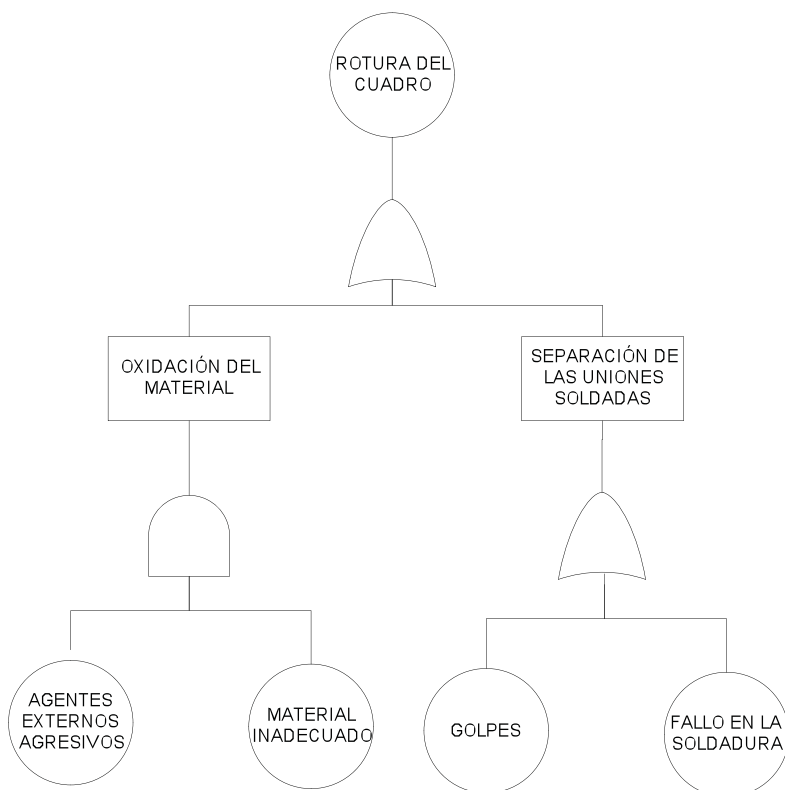 ROTURA DEL
CUADRO
OXIDACIÓN DEL
MATERIAL
SEPARACIÓN DE
LAS UNIONES
SOLDADAS
AGENTES
EXTERNOS
AGRESIVOS
MATERIAL
INADECUADO
GOLPES
FALLO EN LA
SOLDADURA